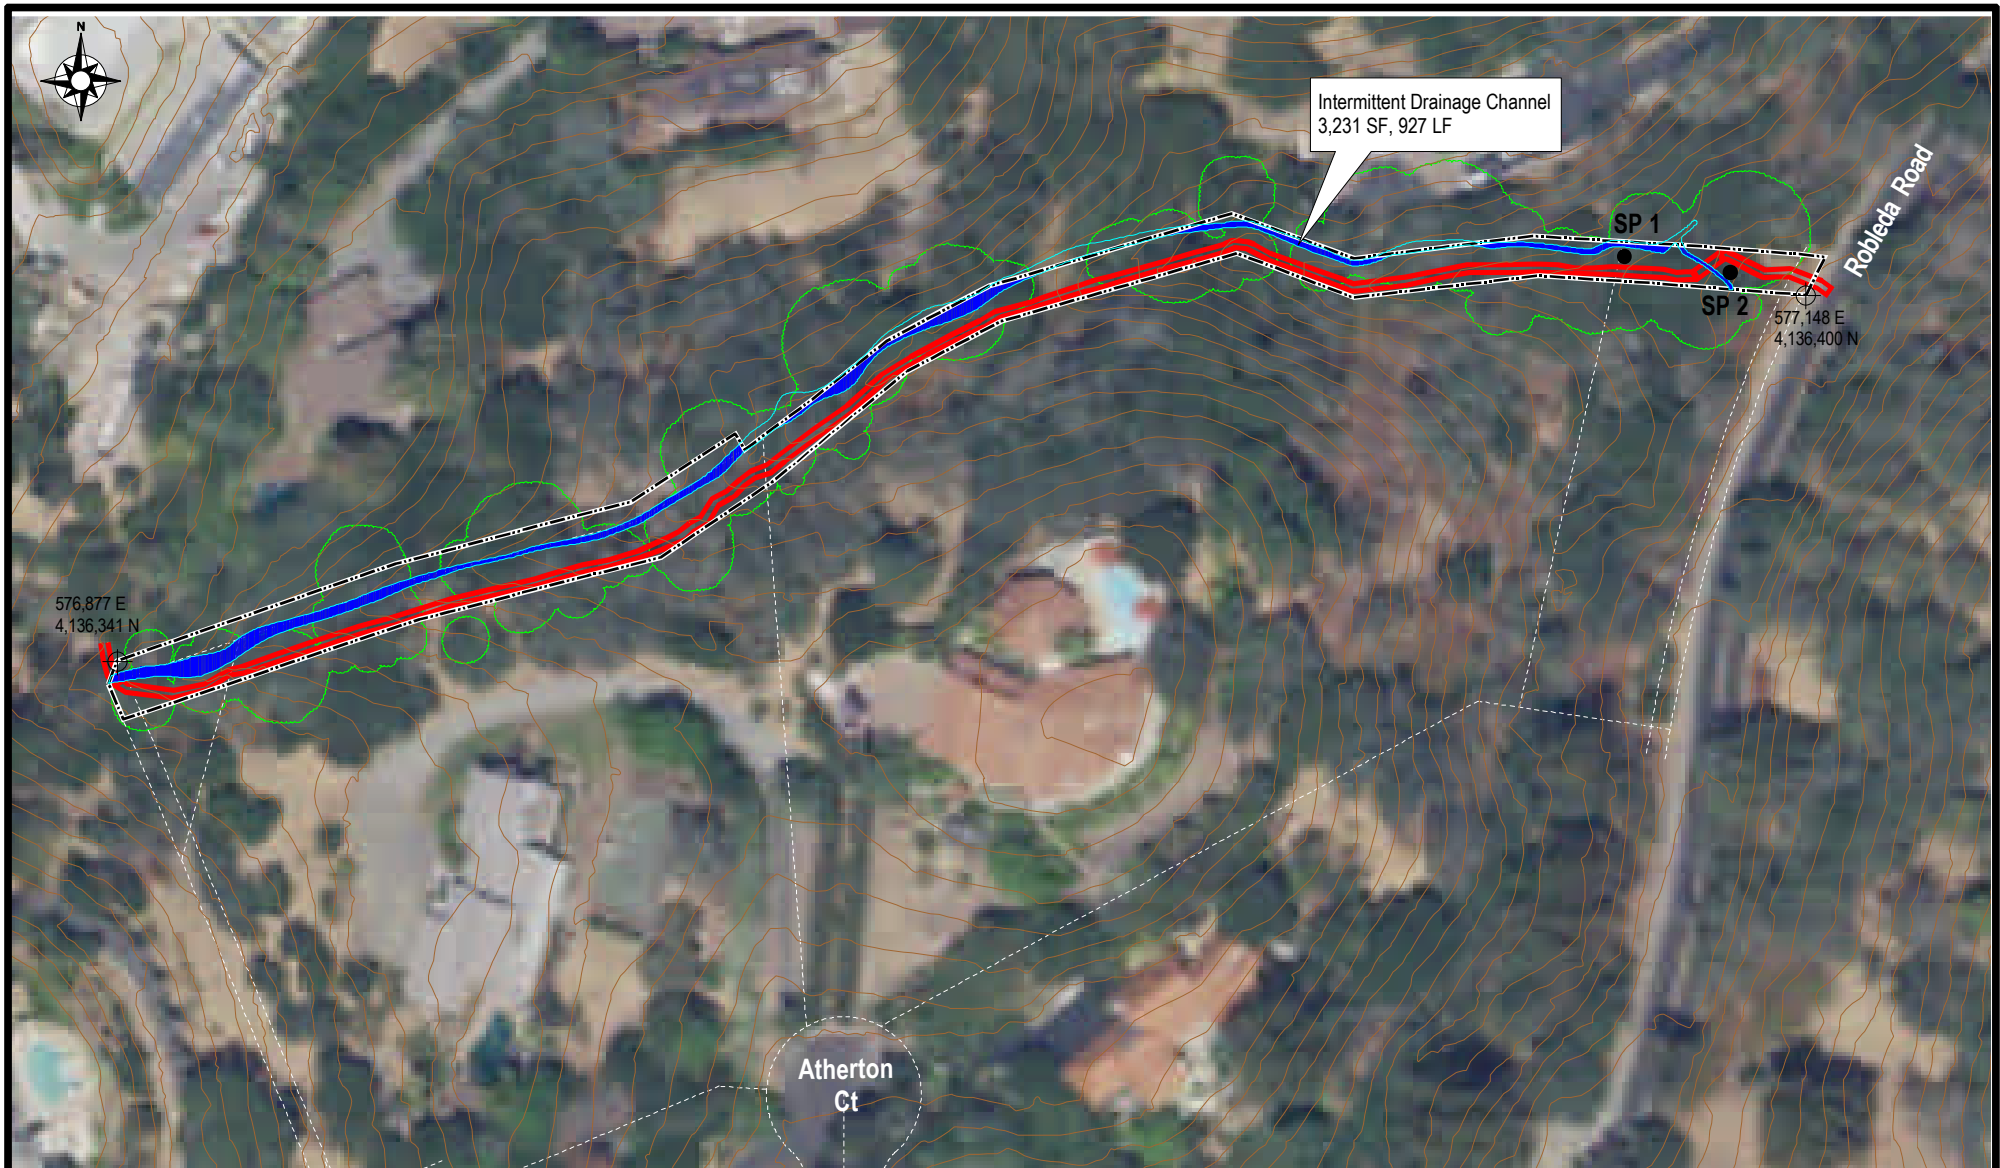 N
Intermittent Drainage Channel
3,231 SF, 927 LF
Robleda Road
SP 1
SP 2
577,148 E
4,136,400 N
576,877 E
4,136,341 N
Atherton
Ct